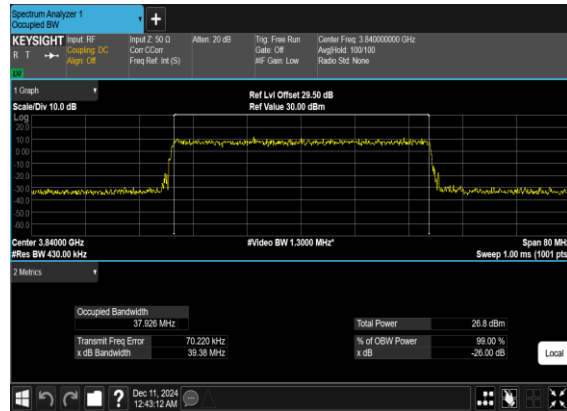 Spectrum Analyzer 1
Occupied BW
+
KEYSIGHT
R T
LXI
Input: RF
Coupling: DC
Align: Off
Input Z: 50 Ω
Corr CCorr
Freq Ref: Int (S)
Atten: 20 dB
Trig: Free Run
Gate: Off
#IF Gain: Low
Center Freq: 3.840000000 GHz
Avg|Hold: 100/100
Radio Std: None
1 Graph
Scale/Div 10.0 dB
Ref Lvl Offset 29.50 dB
Ref Value 30.00 dBm
Log
20.0
10.0
0.00
-10.0
-20.0
-30.0
-40.0
-50.0
-60.0
Center 3.84000 GHz
#Res BW 430.00 kHz
#Video BW 1.3000 MHz*
Span 80 MHz
Sweep 1.00 ms (1001 pts
2 Metrics
Occupied Bandwidth
37.926 MHz
Transmit Freq Error 70.220 kHz
x dB Bandwidth 39.38 MHz
Total Power 26.8 dBm
% of OBW Power 99.00 %
x dB -26.00 dB
Local
?
Dec 11, 2024
12:43:12 AM